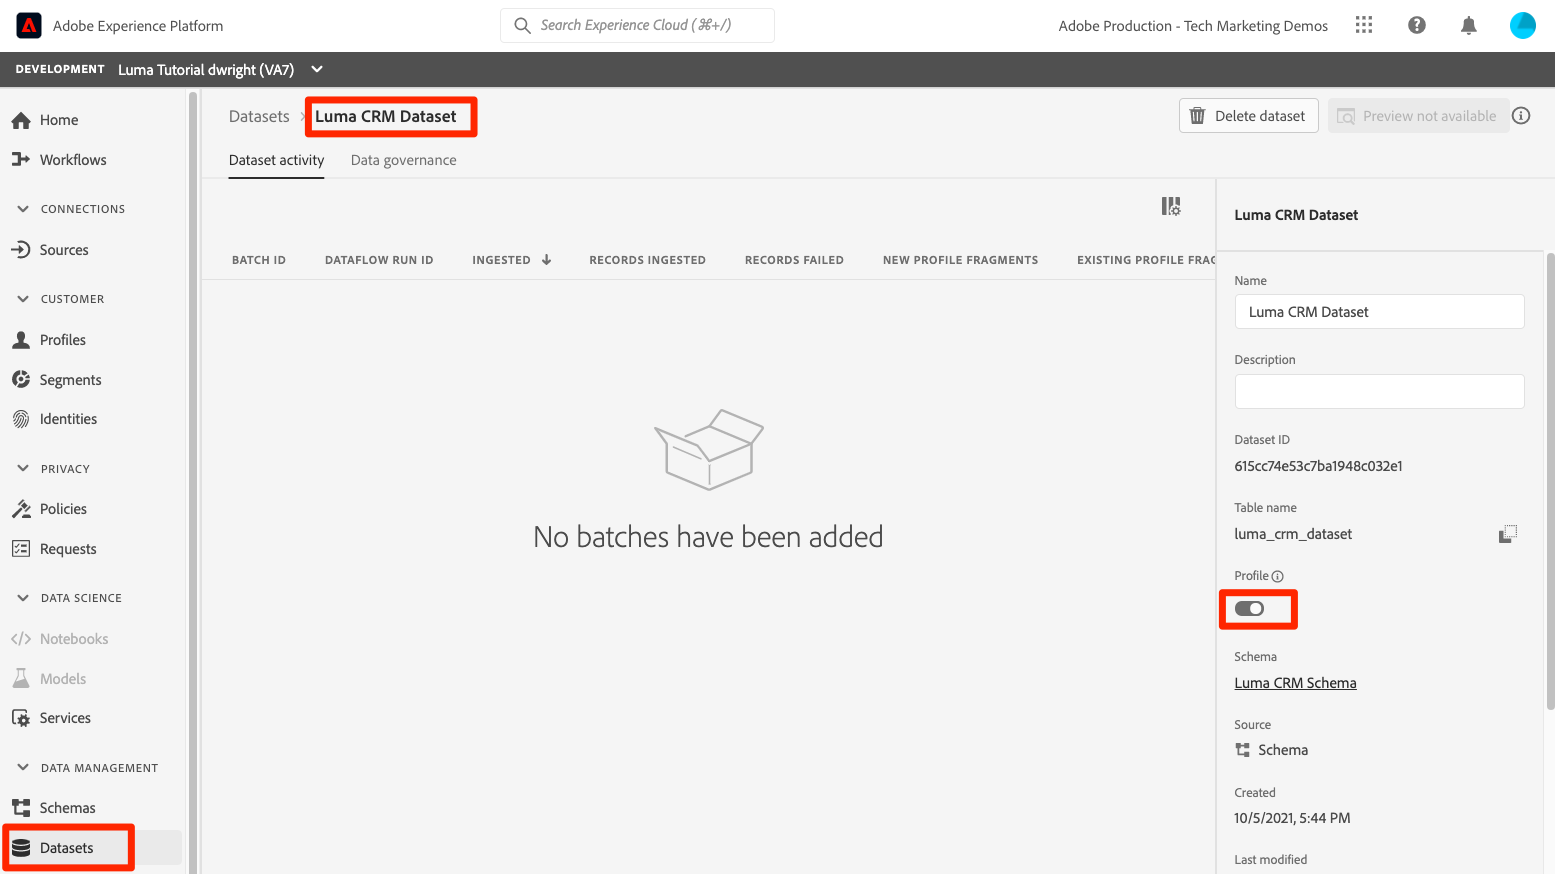 Adobe Experience Platform
Search Experience Cloud (⌘+/)
Adobe Production - Tech Marketing Demos
DEVELOPMENT Luma Tutorial dwright (VA7)
Home
Workflows
CONNECTIONS
Sources
CUSTOMER
Profiles
Segments
Identities
PRIVACY
Policies
Requests
DATA SCIENCE
Notebooks
Models
Services
DATA MANAGEMENT
Schemas
Datasets
Datasets › Luma CRM Dataset
Delete dataset
Preview not available
Dataset activity Data governance
BATCH ID DATAFLOW RUN ID INGESTED ↓ RECORDS INGESTED RECORDS FAILED NEW PROFILE FRAGMENTS EXISTING PROFILE FRAG
No batches have been added
Luma CRM Dataset
Name
Luma CRM Dataset
Description
Dataset ID
615cc74e53c7ba1948c032e1
Table name
luma_crm_dataset
Profile
Schema
Luma CRM Schema
Source
Schema
Created
10/5/2021, 5:44 PM
Last modified